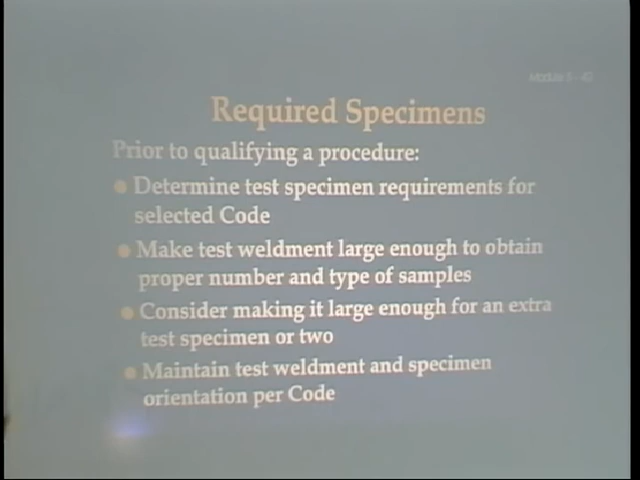 Required Specimens
Prior to qualifying a procedure:
Determine test specimen requirements for
selected Code
Make test weldment large enough to obtain
proper number and type of samples
Consider making it large enough for an extra
test specimen or two
Maintain test weldment and specimen
orientation per Code